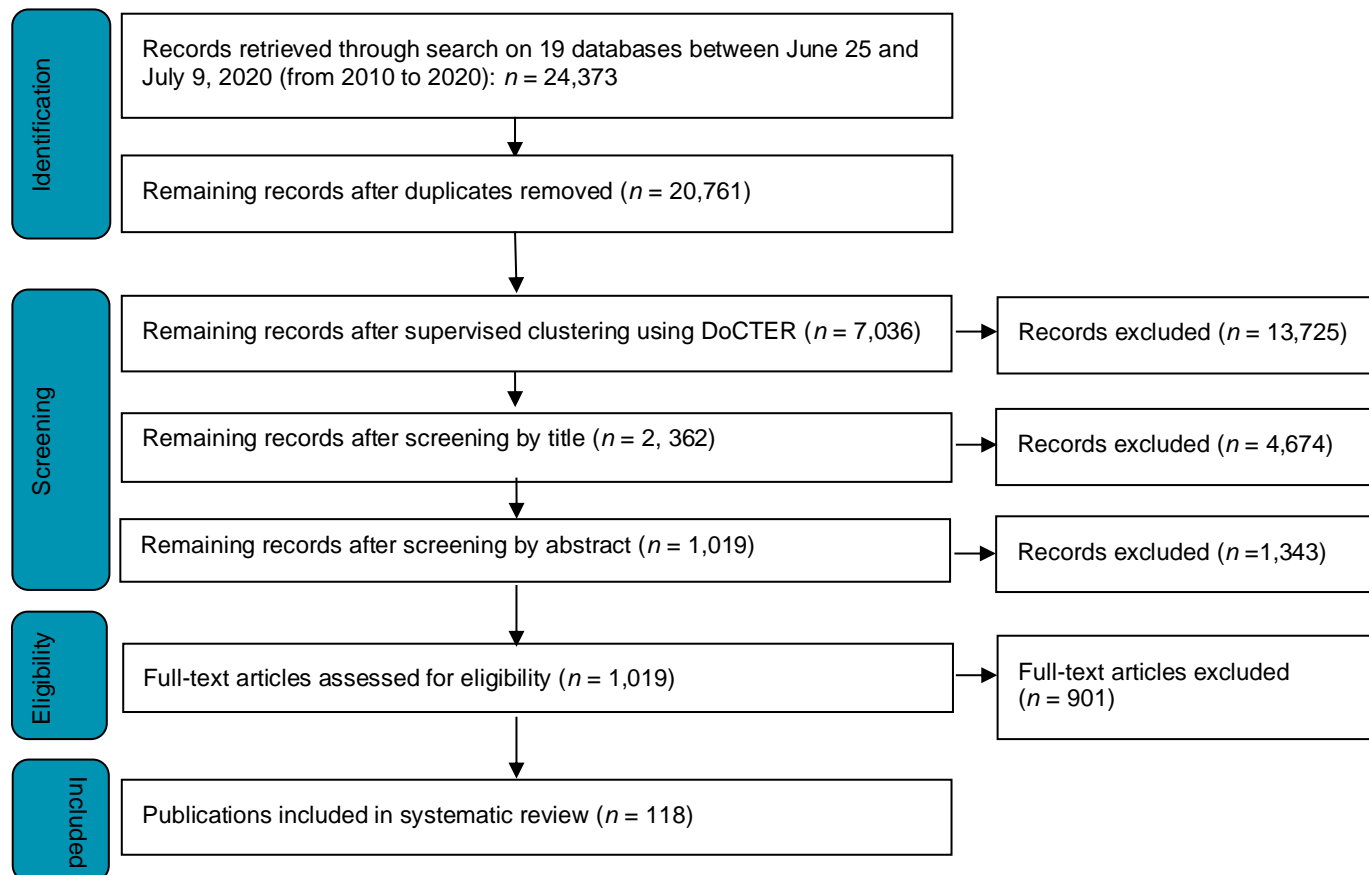 Identification
Records retrieved through search on 19 databases between June 25 and
July 9, 2020 (from 2010 to 2020): n = 24,373
Remaining records after duplicates removed (n = 20,761)
Screening
Remaining records after supervised clustering using DoCTER (n = 7,036)
Records excluded (n = 13,725)
Remaining records after screening by title (n = 2, 362)
Records excluded (n = 4,674)
Remaining records after screening by abstract (n = 1,019)
Records excluded (n =1,343)
Eligibility
Full-text articles assessed for eligibility (n = 1,019)
Full-text articles excluded
(n = 901)
Included
Publications included in systematic review (n = 118)